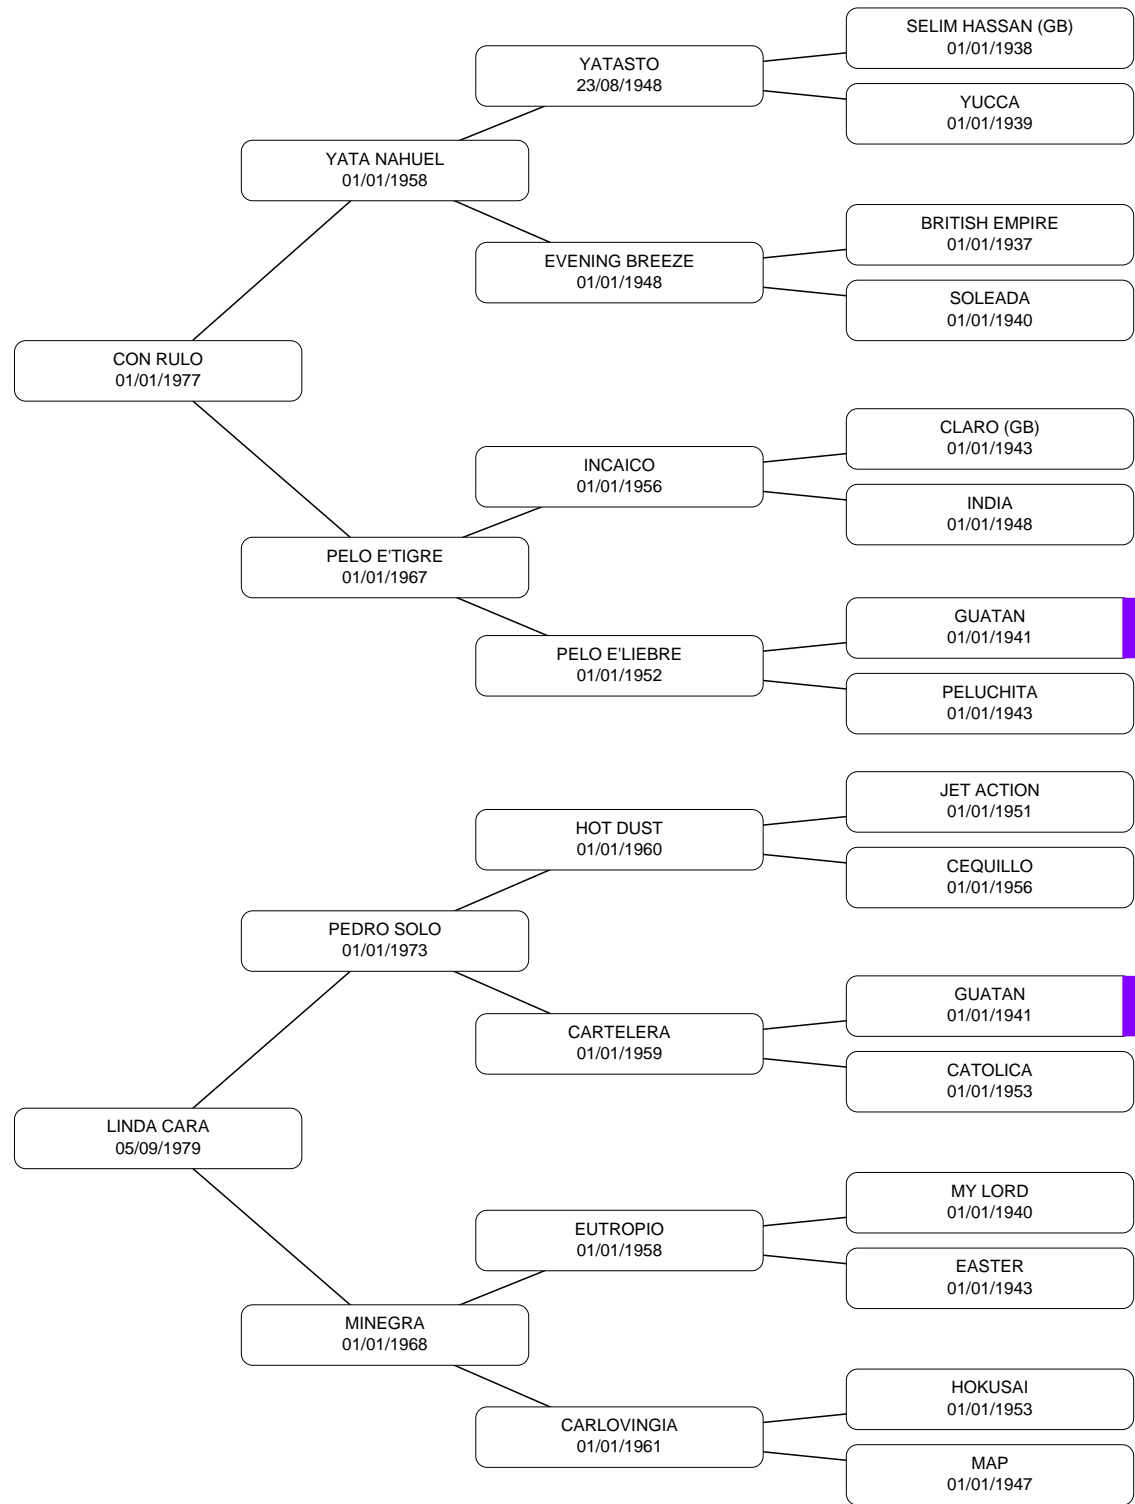 SELIM HASSAN (GB)
01/01/1938
YATASTO
23/08/1948
YUCCA
01/01/1939
YATA NAHUEL
01/01/1958
BRITISH EMPIRE
01/01/1937
EVENING BREEZE
01/01/1948
SOLEADA
01/01/1940
CON RULO
01/01/1977
CLARO (GB)
01/01/1943
INCAICO
01/01/1956
INDIA
01/01/1948
PELO E'TIGRE
01/01/1967
GUATAN
01/01/1941
PELO E'LIEBRE
01/01/1952
PELUCHITA
01/01/1943
JET ACTION
01/01/1951
HOT DUST
01/01/1960
CEQUILLO
01/01/1956
PEDRO SOLO
01/01/1973
GUATAN
01/01/1941
CARTELERA
01/01/1959
CATOLICA
01/01/1953
LINDA CARA
05/09/1979
MY LORD
01/01/1940
EUTROPIO
01/01/1958
EASTER
01/01/1943
MINEGRA
01/01/1968
HOKUSAI
01/01/1953
CARLOVINGIA
01/01/1961
MAP
01/01/1947